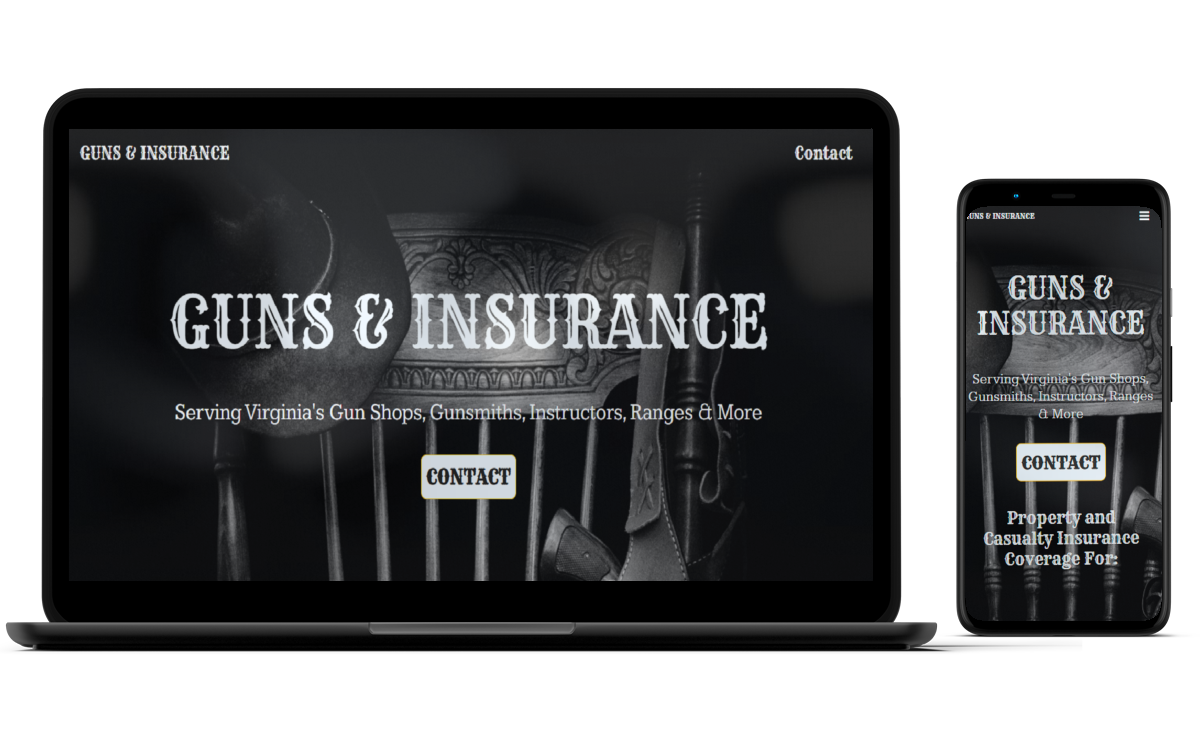 GUNS & INSURANCE
Contact
GUNS & INSURANCE
Serving Virginia's Gun Shops, Gunsmiths, Instructors, Ranges & More
CONTACT
UNS & INSURANCE
GUNS &
INSURANCE
Serving Virginia's Gun Shops,
Gunsmiths, Instructors, Ranges
& More
CONTACT
Property and
Casualty Insurance
Coverage For: